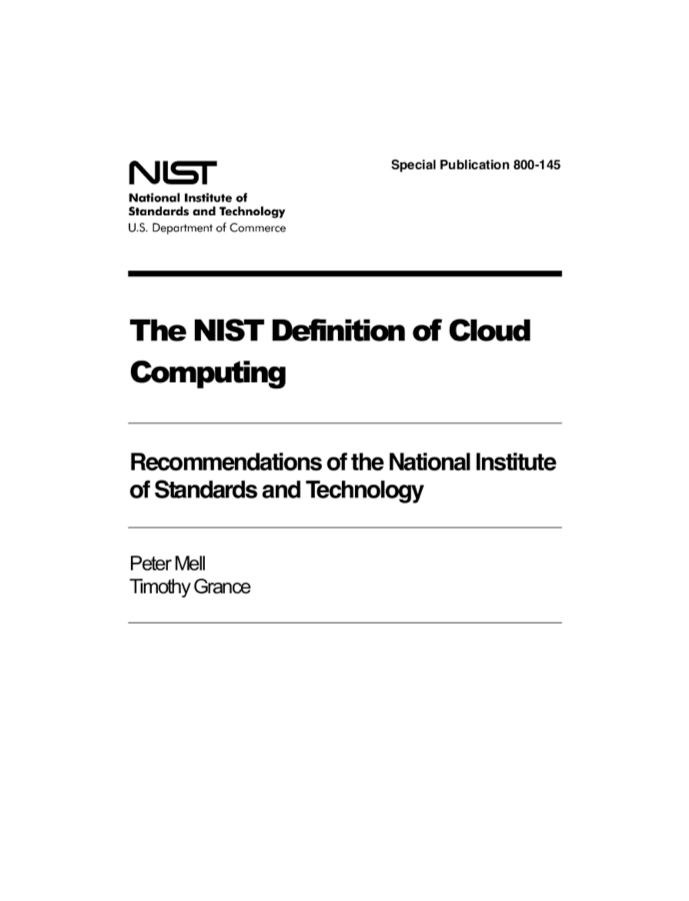 NIST
National Institute of
Standards and Technology
U.S. Department of Commerce
Special Publication 800-145
The NIST Definition of Cloud
Computing
Recommendations of the National Institute
of Standards and Technology
Peter Mell
Timothy Grance